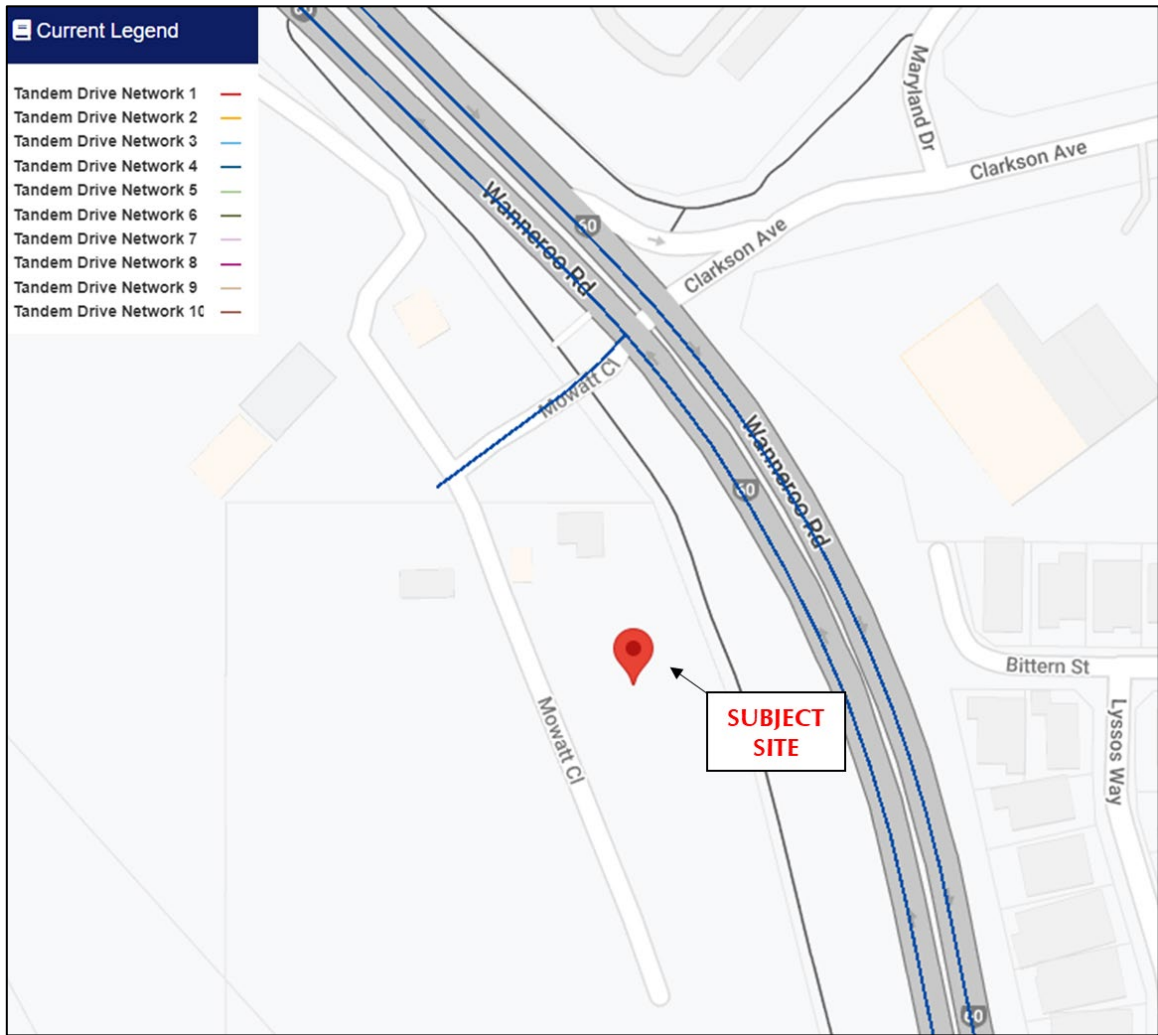 Current Legend
Tandem Drive Network 1
Tandem Drive Network 2
Tandem Drive Network 3
Tandem Drive Network 4
Tandem Drive Network 5
Tandem Drive Network 6
Tandem Drive Network 7
Tandem Drive Network 8
Tandem Drive Network 9
Tandem Drive Network 10
60
Maryland Dr
Clarkson Ave
Wanneroo Rd
60
Clarkson Ave
Mowatt Cl
Wanneroo Rd
60
Bittern St
SUBJECT
SITE
Mowatt Cl
Lyssos Way
60